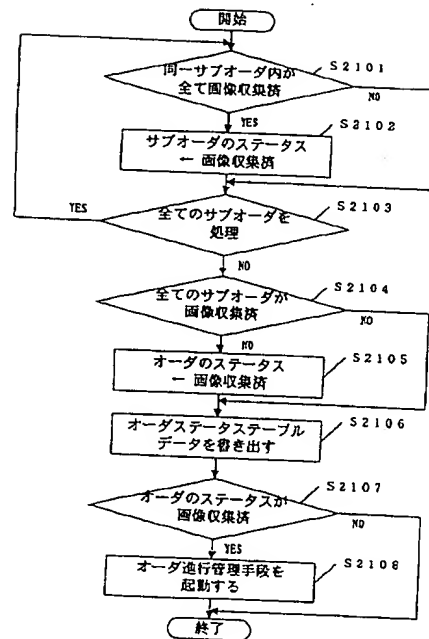 開始
同一サブオーダ内が
全て画像収集済
S2101
NO
YES
S2102
サブオーダのステータス
← 画像収集済
S2103
YES
全てのサブオーダを
処理
NO
S2104
全てのサブオーダが
画像収集済
NO
NO
S2105
オーダのステータス
← 画像収集済
S2106
オーダステータステーブル
データを書き出す
S2107
オーダのステータスが
画像収集済
NO
YES
S2108
オーダ進行管理手段を
起動する
終了